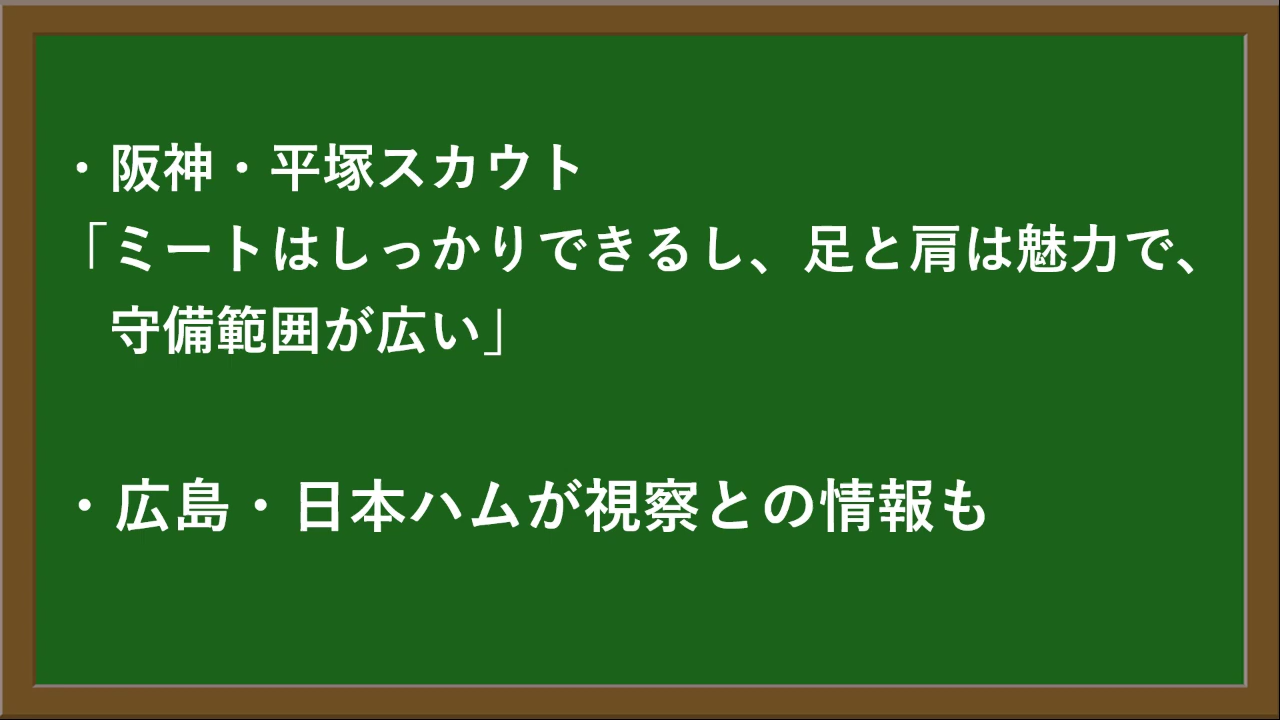 ・阪神・平塚スカウト
「ミートはしっかりできるし、足と肩は魅力で、
守備範囲が広い」
・広島・日本ハムが視察との情報も